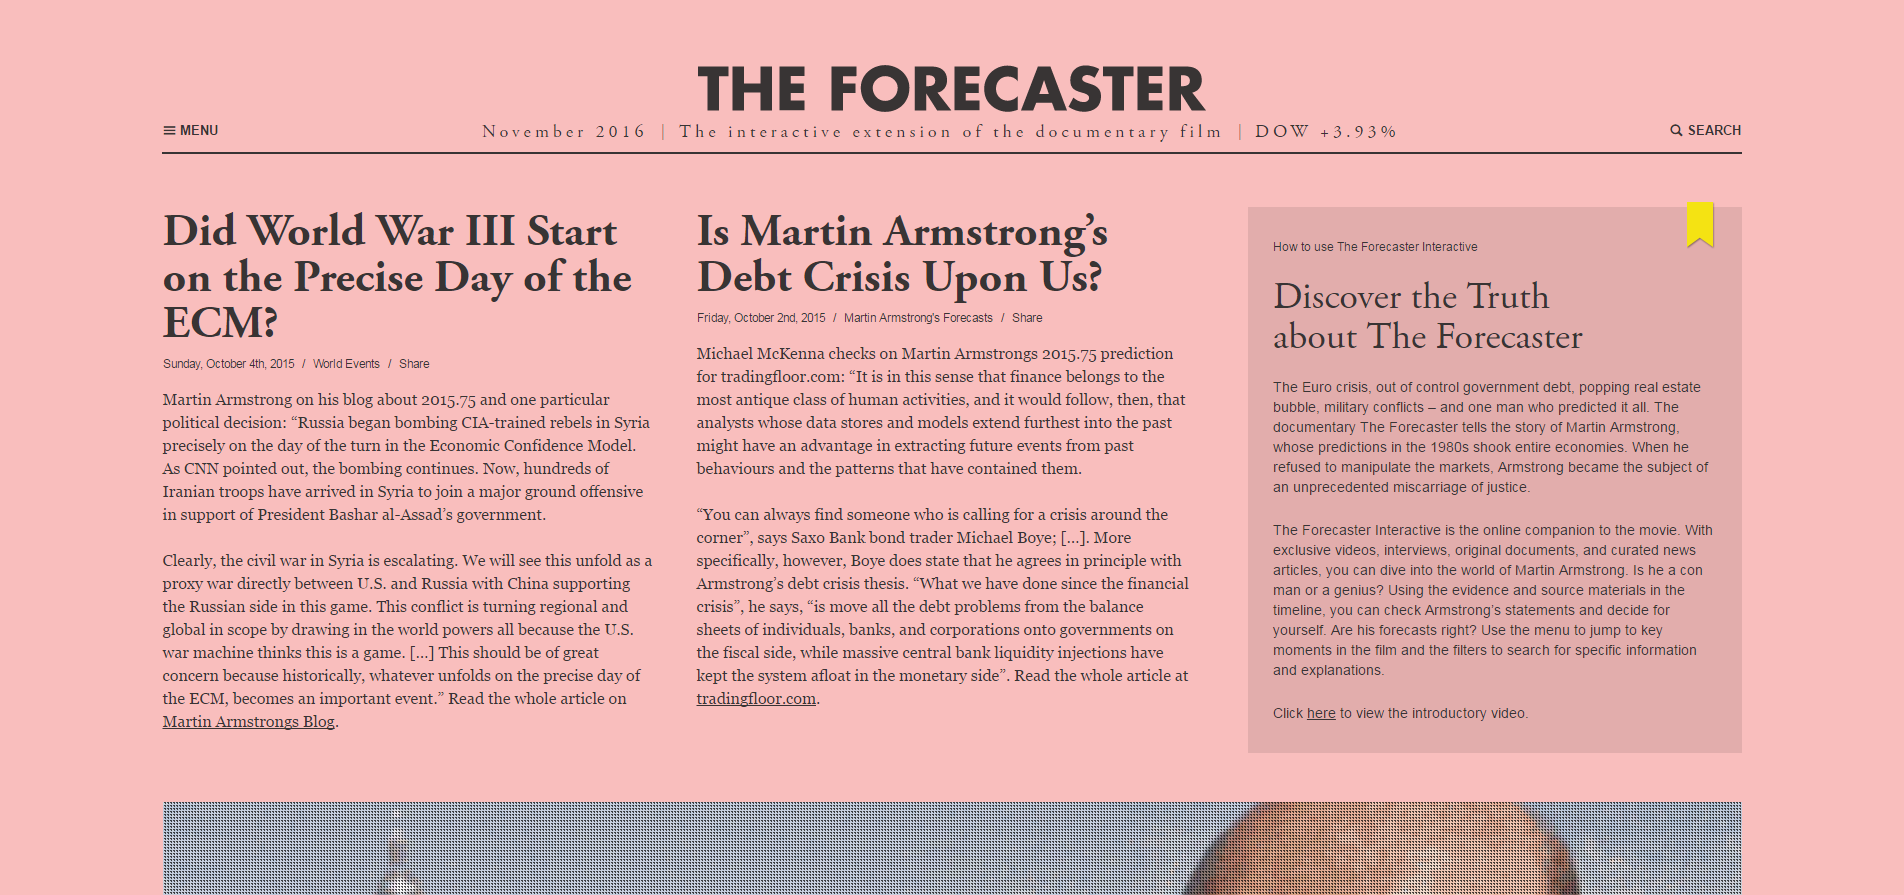 THE FORECASTER
MENU
November 2016 | The interactive extension of the documentary film | DOW +3.93%
SEARCH
Did World War III Start
on the Precise Day of the
ECM?
Sunday, October 4th, 2015 / World Events / Share
Martin Armstrong on his blog about 2015.75 and one particular
political decision: “Russia began bombing CIA-trained rebels in Syria
precisely on the day of the turn in the Economic Confidence Model.
As CNN pointed out, the bombing continues. Now, hundreds of
Iranian troops have arrived in Syria to join a major ground offensive
in support of President Bashar al-Assad’s government.
Clearly, the civil war in Syria is escalating. We will see this unfold as a
proxy war directly between U.S. and Russia with China supporting
the Russian side in this game. This conflict is turning regional and
global in scope by drawing in the world powers all because the U.S.
war machine thinks this is a game. […] This should be of great
concern because historically, whatever unfolds on the precise day of
the ECM, becomes an important event.” Read the whole article on
Martin Armstrongs Blog.
Is Martin Armstrong’s
Debt Crisis Upon Us?
Friday, October 2nd, 2015 / Martin Armstrong's Forecasts / Share
Michael McKenna checks on Martin Armstrongs 2015.75 prediction
for tradingfloor.com: “It is in this sense that finance belongs to the
most antique class of human activities, and it would follow, then, that
analysts whose data stores and models extend furthest into the past
might have an advantage in extracting future events from past
behaviours and the patterns that have contained them.
“You can always find someone who is calling for a crisis around the
corner”, says Saxo Bank bond trader Michael Boye; […]. More
specifically, however, Boye does state that he agrees in principle with
Armstrong’s debt crisis thesis. “What we have done since the financial
crisis”, he says, “is move all the debt problems from the balance
sheets of individuals, banks, and corporations onto governments on
the fiscal side, while massive central bank liquidity injections have
kept the system afloat in the monetary side”. Read the whole article at
tradingfloor.com.
How to use The Forecaster Interactive
Discover the Truth
about The Forecaster
The Euro crisis, out of control government debt, popping real estate
bubble, military conflicts – and one man who predicted it all. The
documentary The Forecaster tells the story of Martin Armstrong,
whose predictions in the 1980s shook entire economies. When he
refused to manipulate the markets, Armstrong became the subject of
an unprecedented miscarriage of justice.
The Forecaster Interactive is the online companion to the movie. With
exclusive videos, interviews, original documents, and curated news
articles, you can dive into the world of Martin Armstrong. Is he a con
man or a genius? Using the evidence and source materials in the
timeline, you can check Armstrong’s statements and decide for
yourself. Are his forecasts right? Use the menu to jump to key
moments in the film and the filters to search for specific information
and explanations.
Click here to view the introductory video.